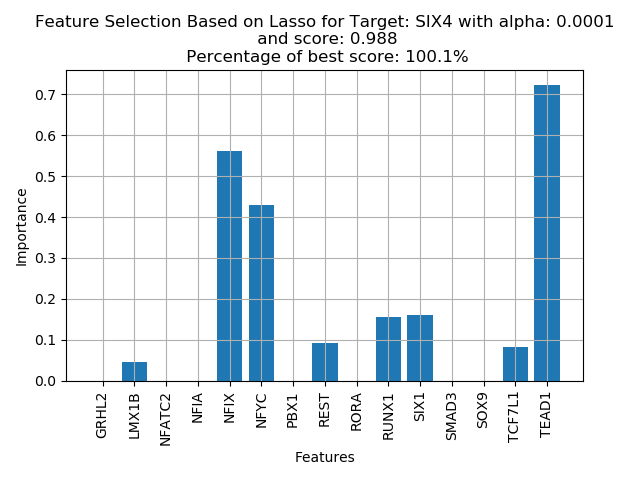 Feature Selection Based on Lasso for Target: SIX4 with alpha: 0.0001
and score: 0.988
Percentage of best score: 100.1%
Importance
0.7
0.6
0.5
0.4
0.3
0.2
0.1
0.0
GRHL2
LMX1B
NFATC2
NFIA
NFIX
NFYC
PBX1
REST
RORA
RUNX1
SIX1
SMAD3
SOX9
TCF7L1
TEAD1
Features